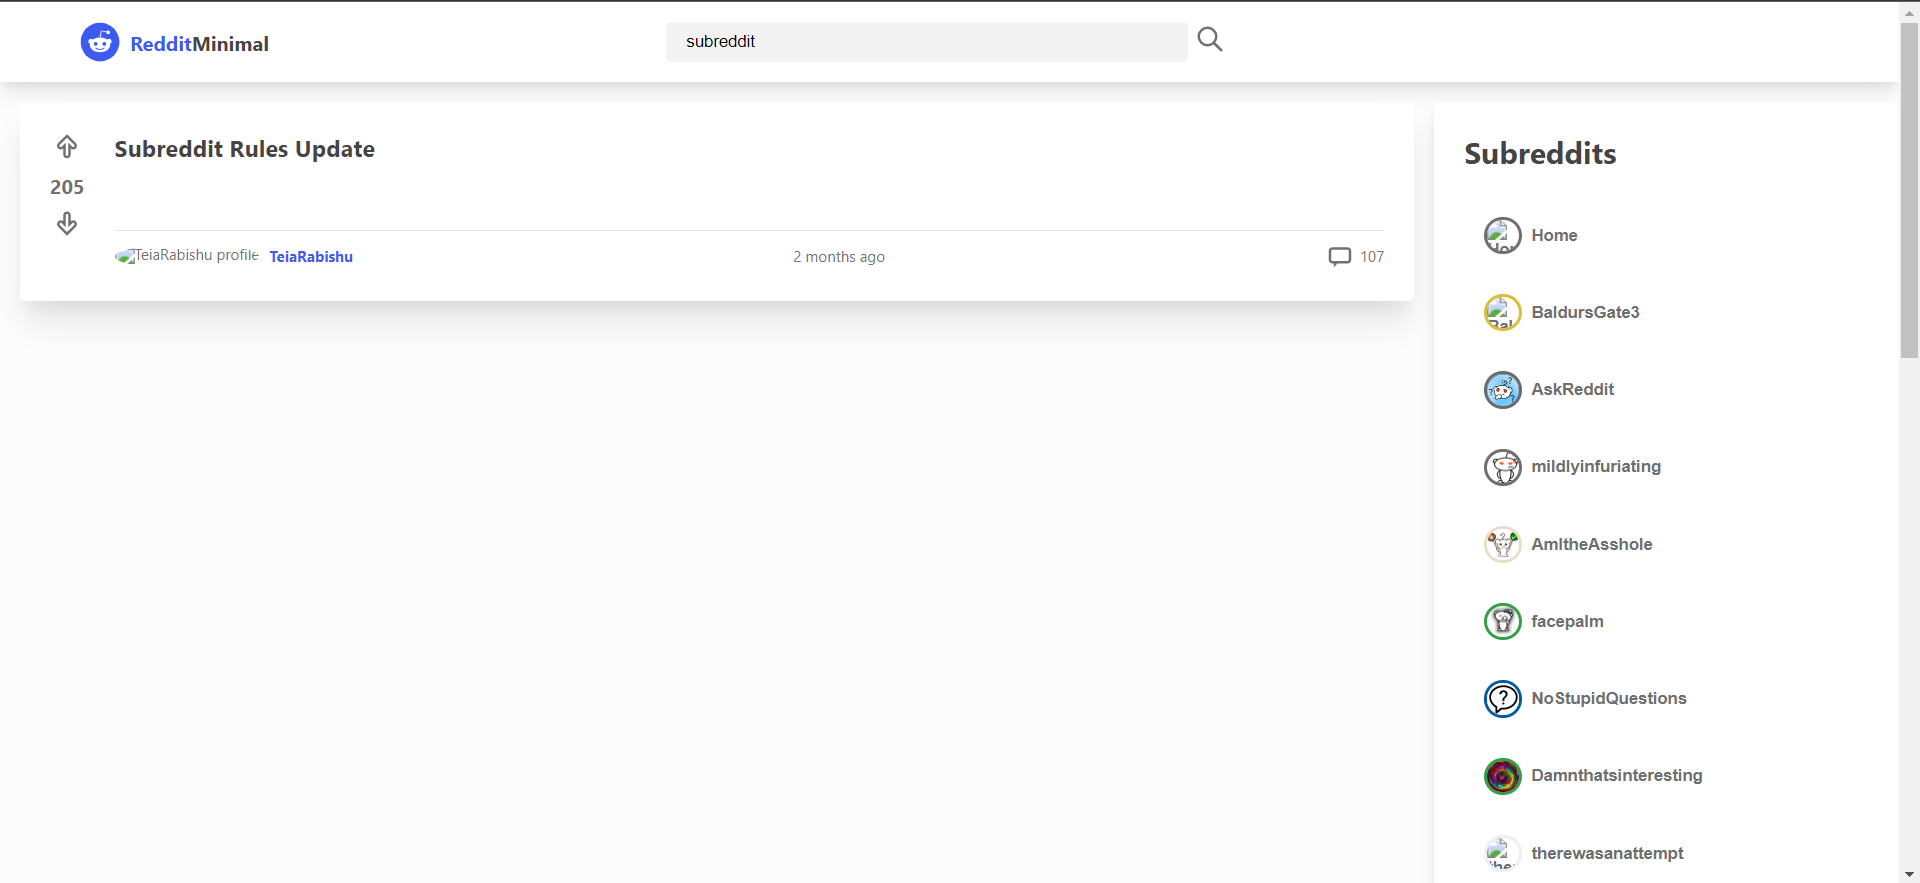 RedditMinimal
subreddit
Subreddit Rules Update
205
TeiaRabishu profile
TeiaRabishu
2 months ago
107
Subreddits
Home
BaldursGate3
AskReddit
mildlyinfuriating
AmItheAsshole
facepalm
NoStupidQuestions
Damnthatsinteresting
therewasanattempt